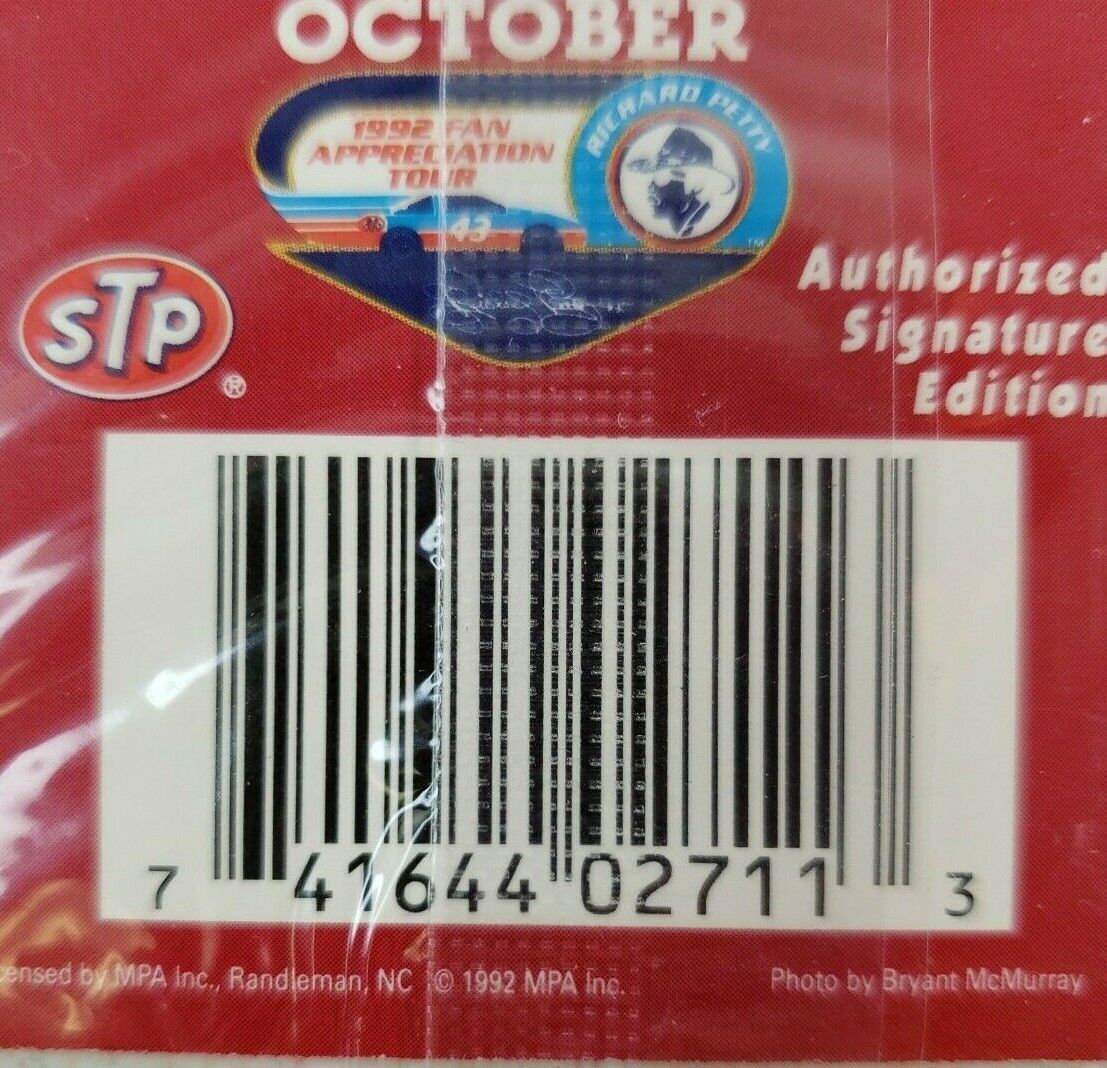 OCTOBER
1992 FAN
APPRECIATION
TOUR
RICHARD PETTY
43
TM
STP
®
Authorized
Signature
Edition
7 41644 02711 3
censed by MPA Inc., Randleman, NC © 1992 MPA Inc.
Photo by Bryant McMurray